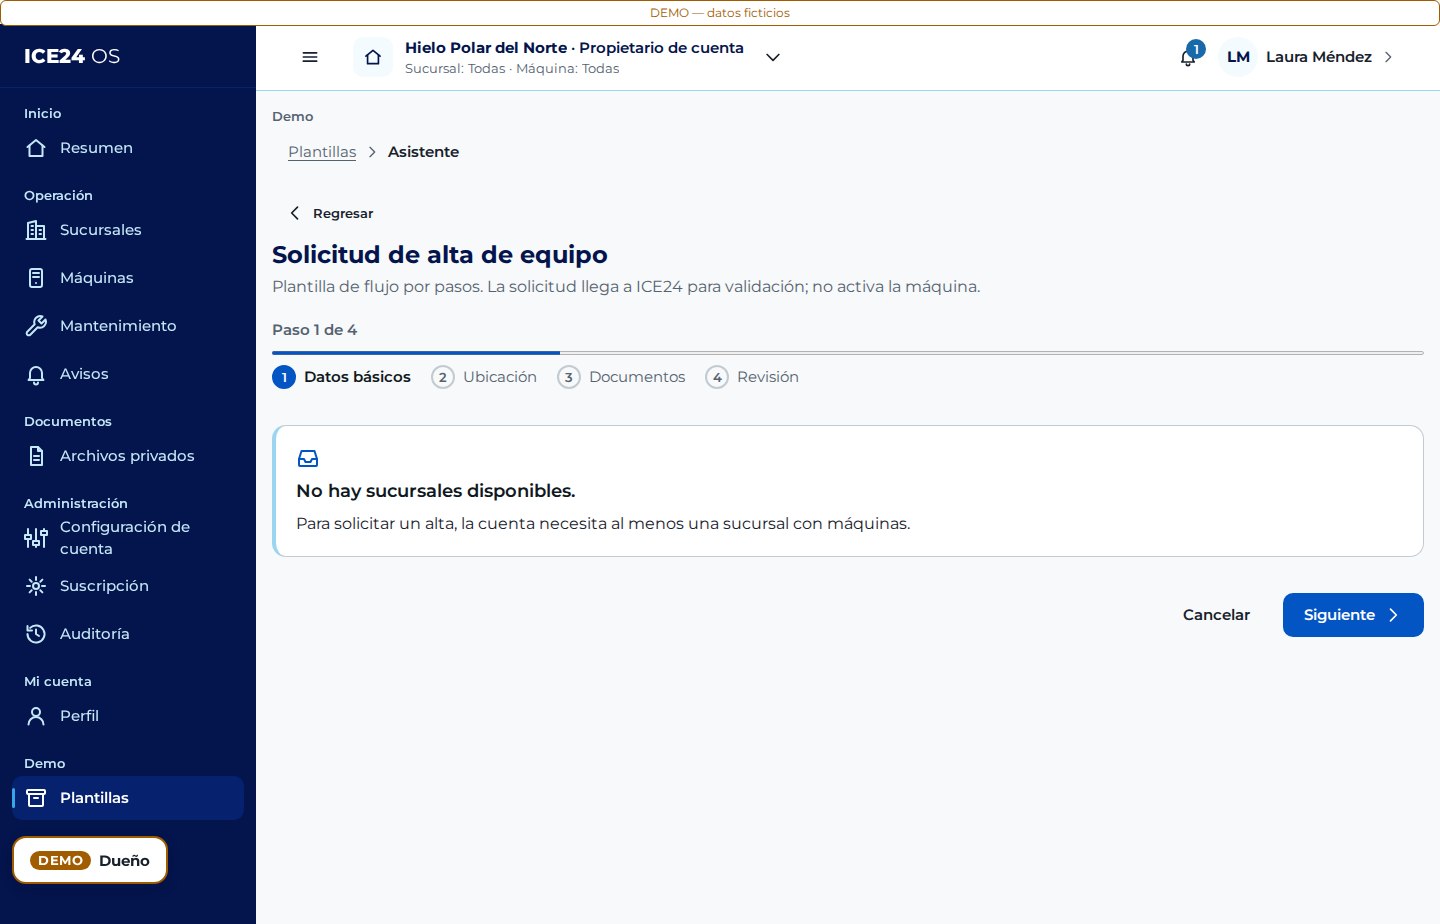 DEMO — datos ficticios
ICE24 OS
Inicio
Resumen
Operación
Sucursales
Máquinas
Mantenimiento
Avisos
Documentos
Archivos privados
Administración
Configuración de
cuenta
Suscripción
Auditoría
Mi cuenta
Perfil
Demo
Plantillas
DEMO Dueño
Hielo Polar del Norte · Propietario de cuenta
Sucursal: Todas · Máquina: Todas
1
LM Laura Méndez
Demo
Plantillas Asistente
Regresar
Solicitud de alta de equipo
Plantilla de flujo por pasos. La solicitud llega a ICE24 para validación; no activa la máquina.
Paso 1 de 4
1 Datos básicos 2 Ubicación 3 Documentos 4 Revisión
No hay sucursales disponibles.
Para solicitar un alta, la cuenta necesita al menos una sucursal con máquinas.
Cancelar Siguiente